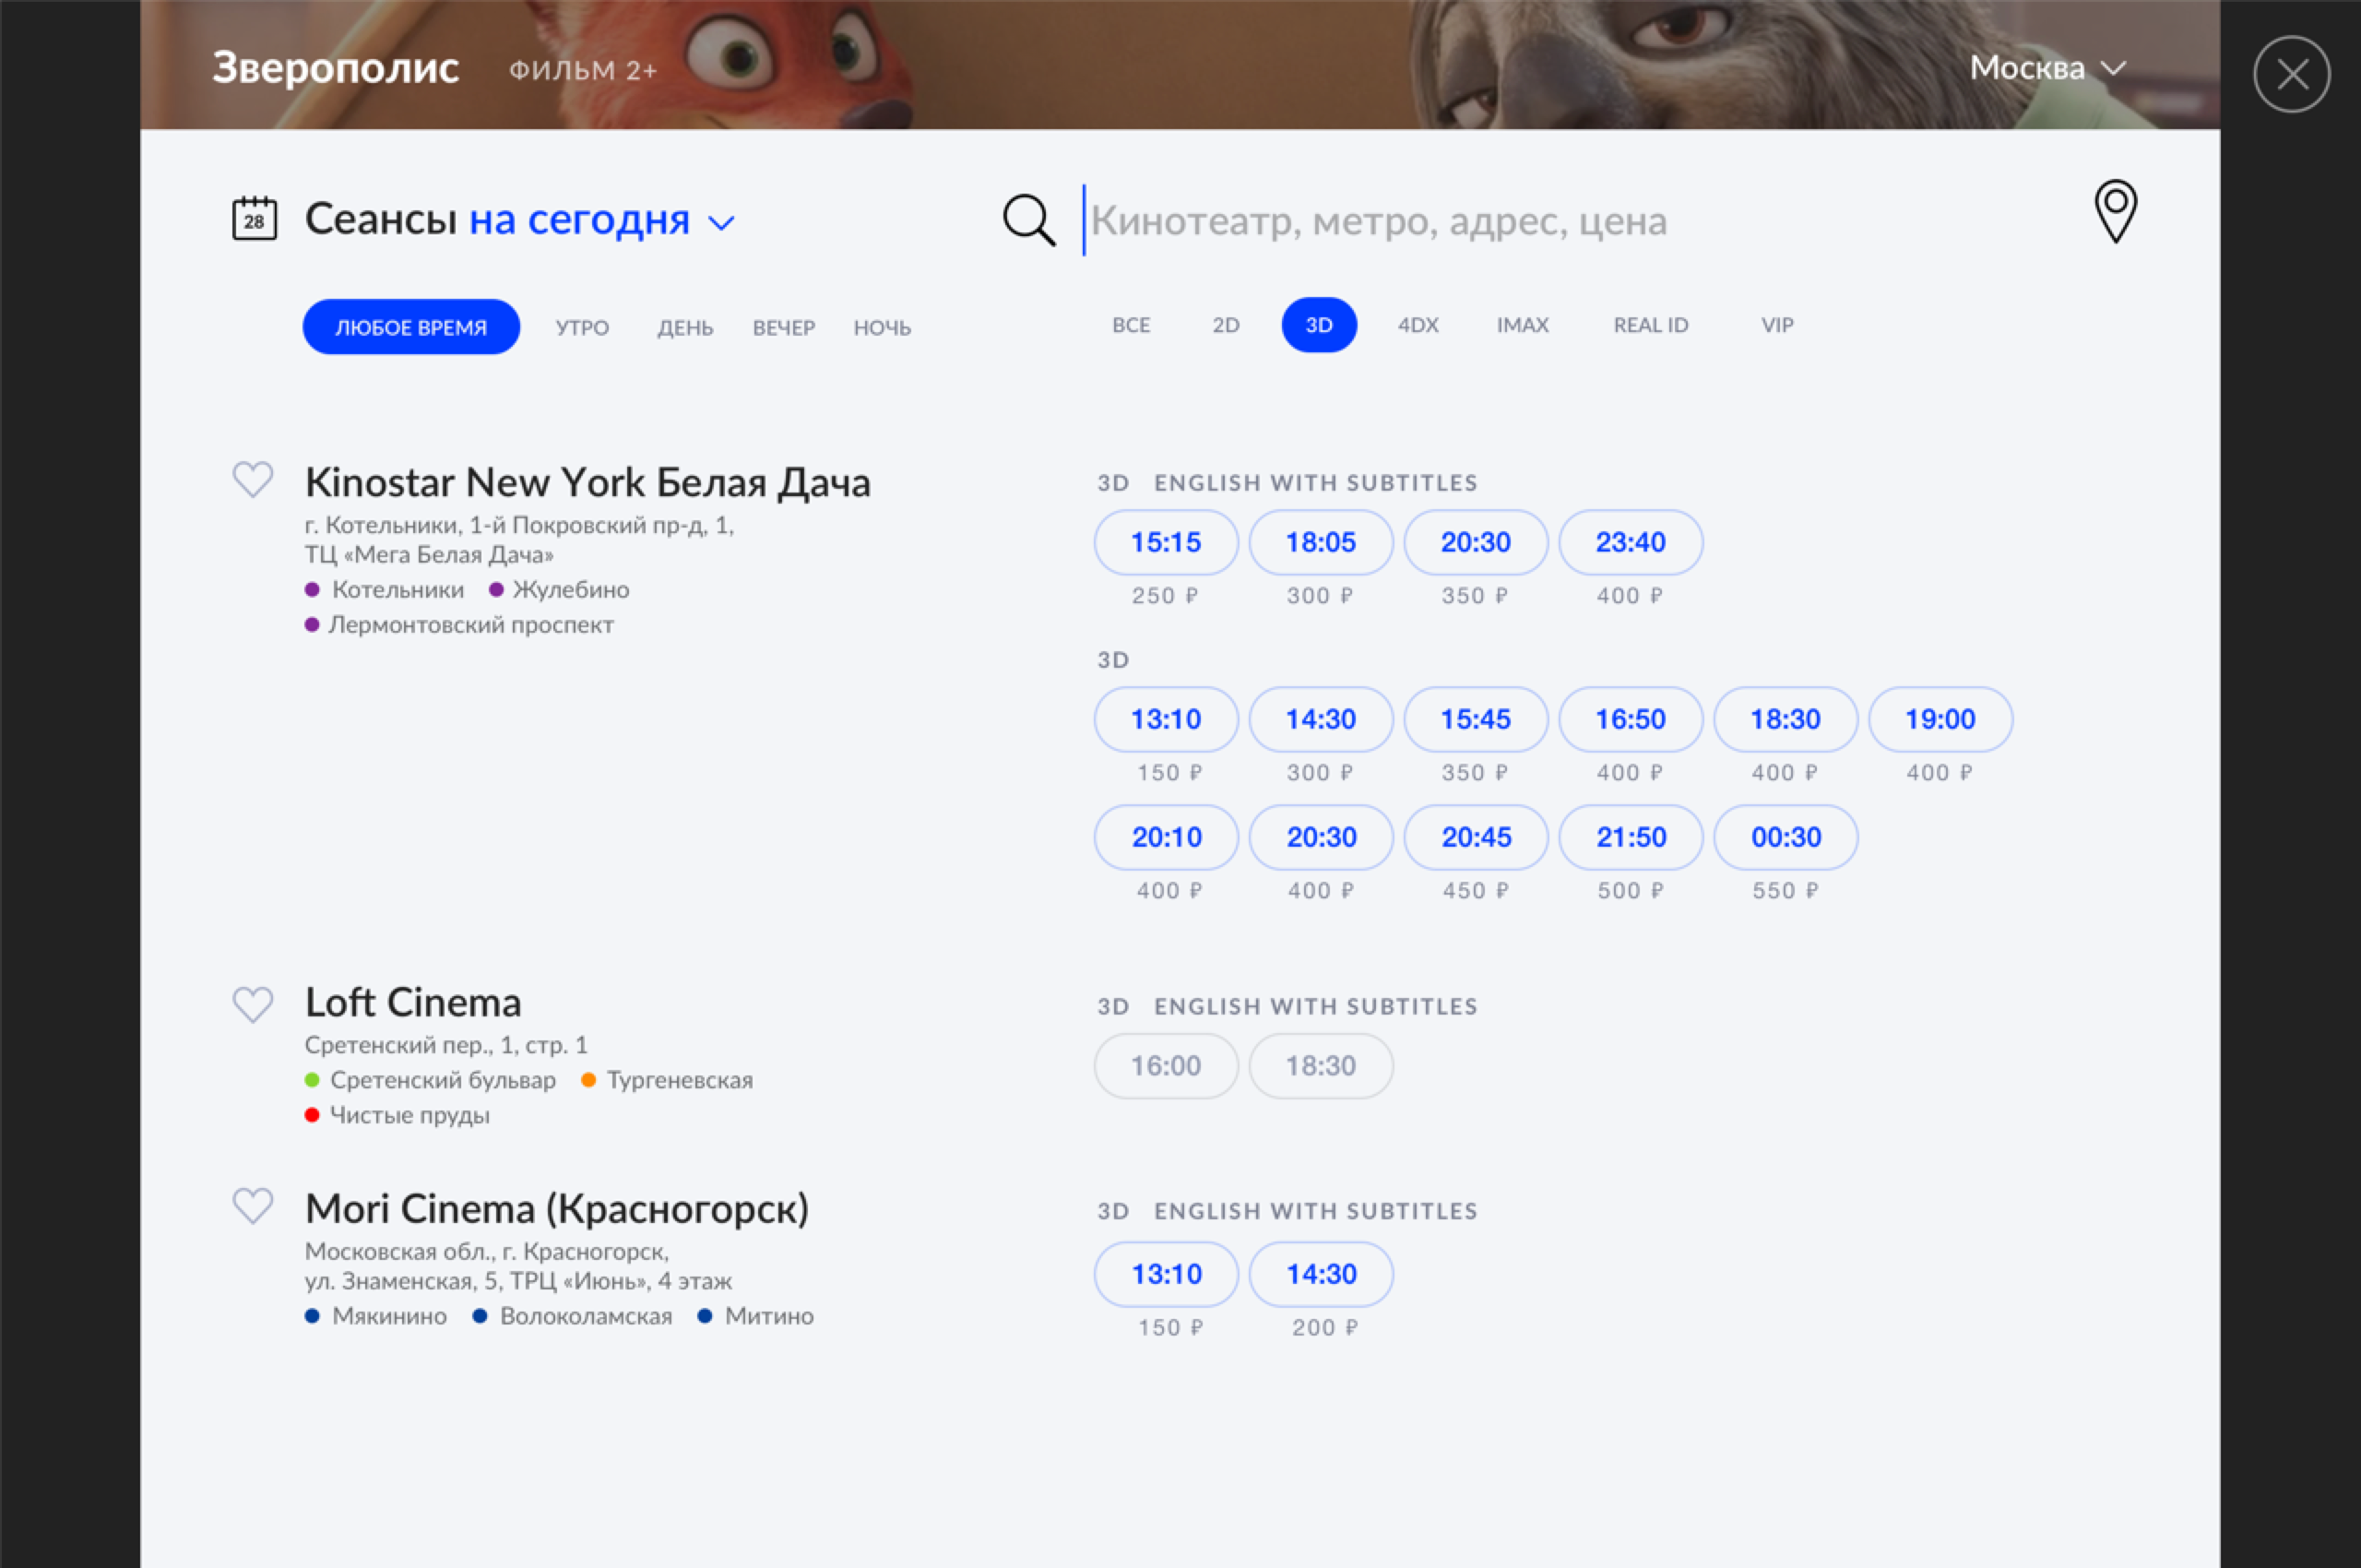 Зверополис ФИЛЬМ 2+ Москва
28 Сеансы на сегодня
Кинотеатр, метро, адрес, цена
ЛЮБОЕ ВРЕМЯ УТРО ДЕНЬ ВЕЧЕР НОЧЬ
ВСЕ 2D 3D 4DX IMAX REAL ID VIP
Kinostar New York Белая Дача
г. Котельники, 1-й Покровский пр-д, 1,
ТЦ «Мега Белая Дача»
Котельники Жулебино
Лермонтовский проспект
3D ENGLISH WITH SUBTITLES
15:15 18:05 20:30 23:40
250 ₽ 300 ₽ 350 ₽ 400 ₽
3D
13:10 14:30 15:45 16:50 18:30 19:00
150 ₽ 300 ₽ 350 ₽ 400 ₽ 400 ₽ 400 ₽
20:10 20:30 20:45 21:50 00:30
400 ₽ 400 ₽ 450 ₽ 500 ₽ 550 ₽
Loft Cinema
Сретенский пер., 1, стр. 1
Сретенский бульвар Тургеневская
Чистые пруды
3D ENGLISH WITH SUBTITLES
16:00 18:30
Mori Cinema (Красногорск)
Московская обл., г. Красногорск,
ул. Знаменская, 5, ТРЦ «Июнь», 4 этаж
Мякинино Волоколамская Митино
3D ENGLISH WITH SUBTITLES
13:10 14:30
150 ₽ 200 ₽